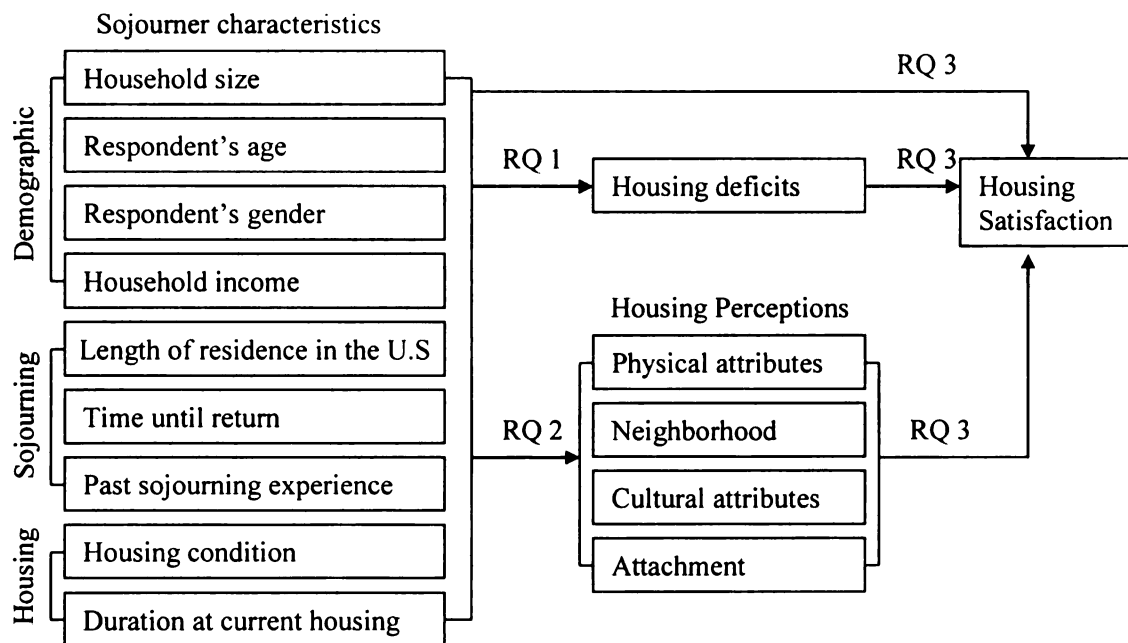 Sojourner characteristics
Demographic
Household size
Respondent's age
Respondent's gender
Household income
Sojourning
Length of residence in the U.S
Time until return
Past sojourning experience
Housing
Housing condition
Duration at current housing
RQ 1
Housing deficits
RQ 2
Housing Perceptions
Physical attributes
Neighborhood
Cultural attributes
Attachment
RQ 3
RQ 3
RQ 3
Housing
Satisfaction